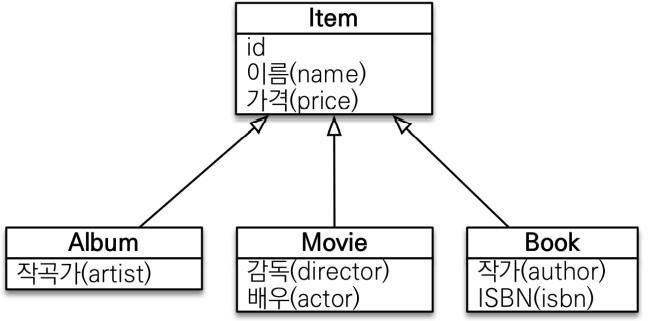 Item
id
이름(name)
가격(price)
Album
작곡가(artist)
Movie
감독(director)
배우(actor)
Book
작가(author)
ISBN(isbn)